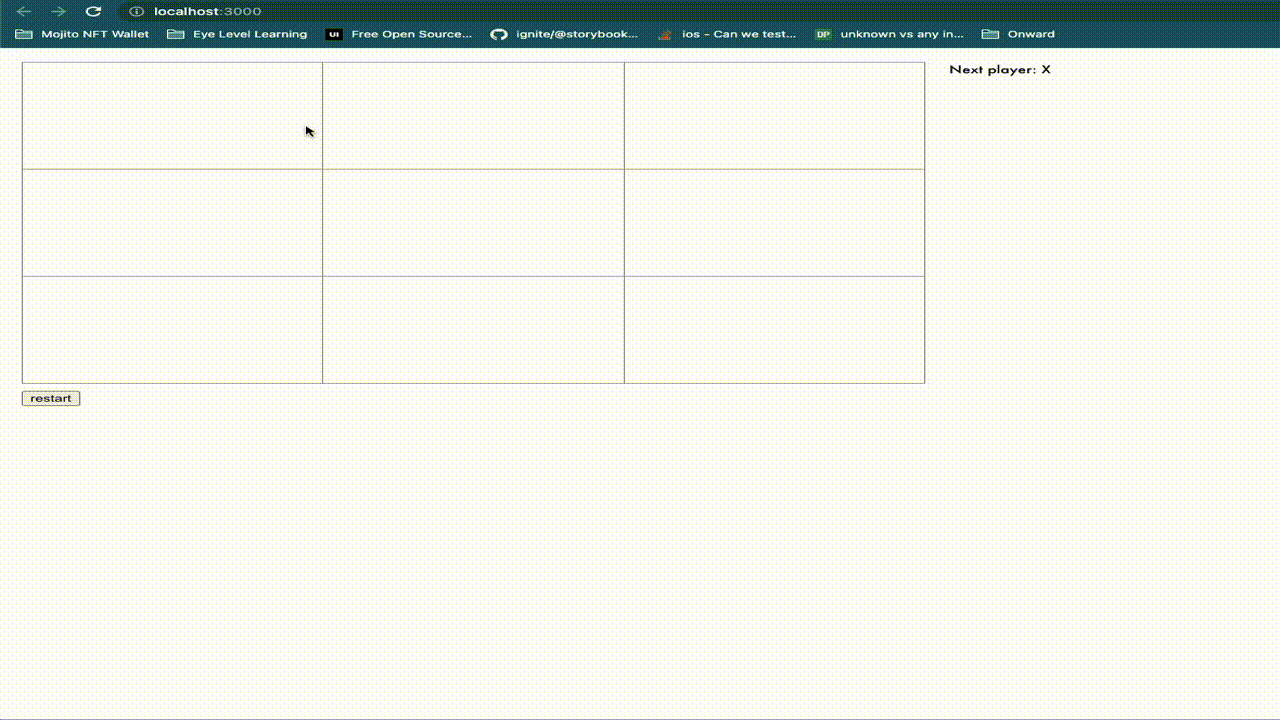 localhost:3000
Mojito NFT Wallet Eye Level Learning UI Free Open Source... ignite/@storybook... ios - Can we test... DP unknown vs any in... Onward
Next player: X
restart